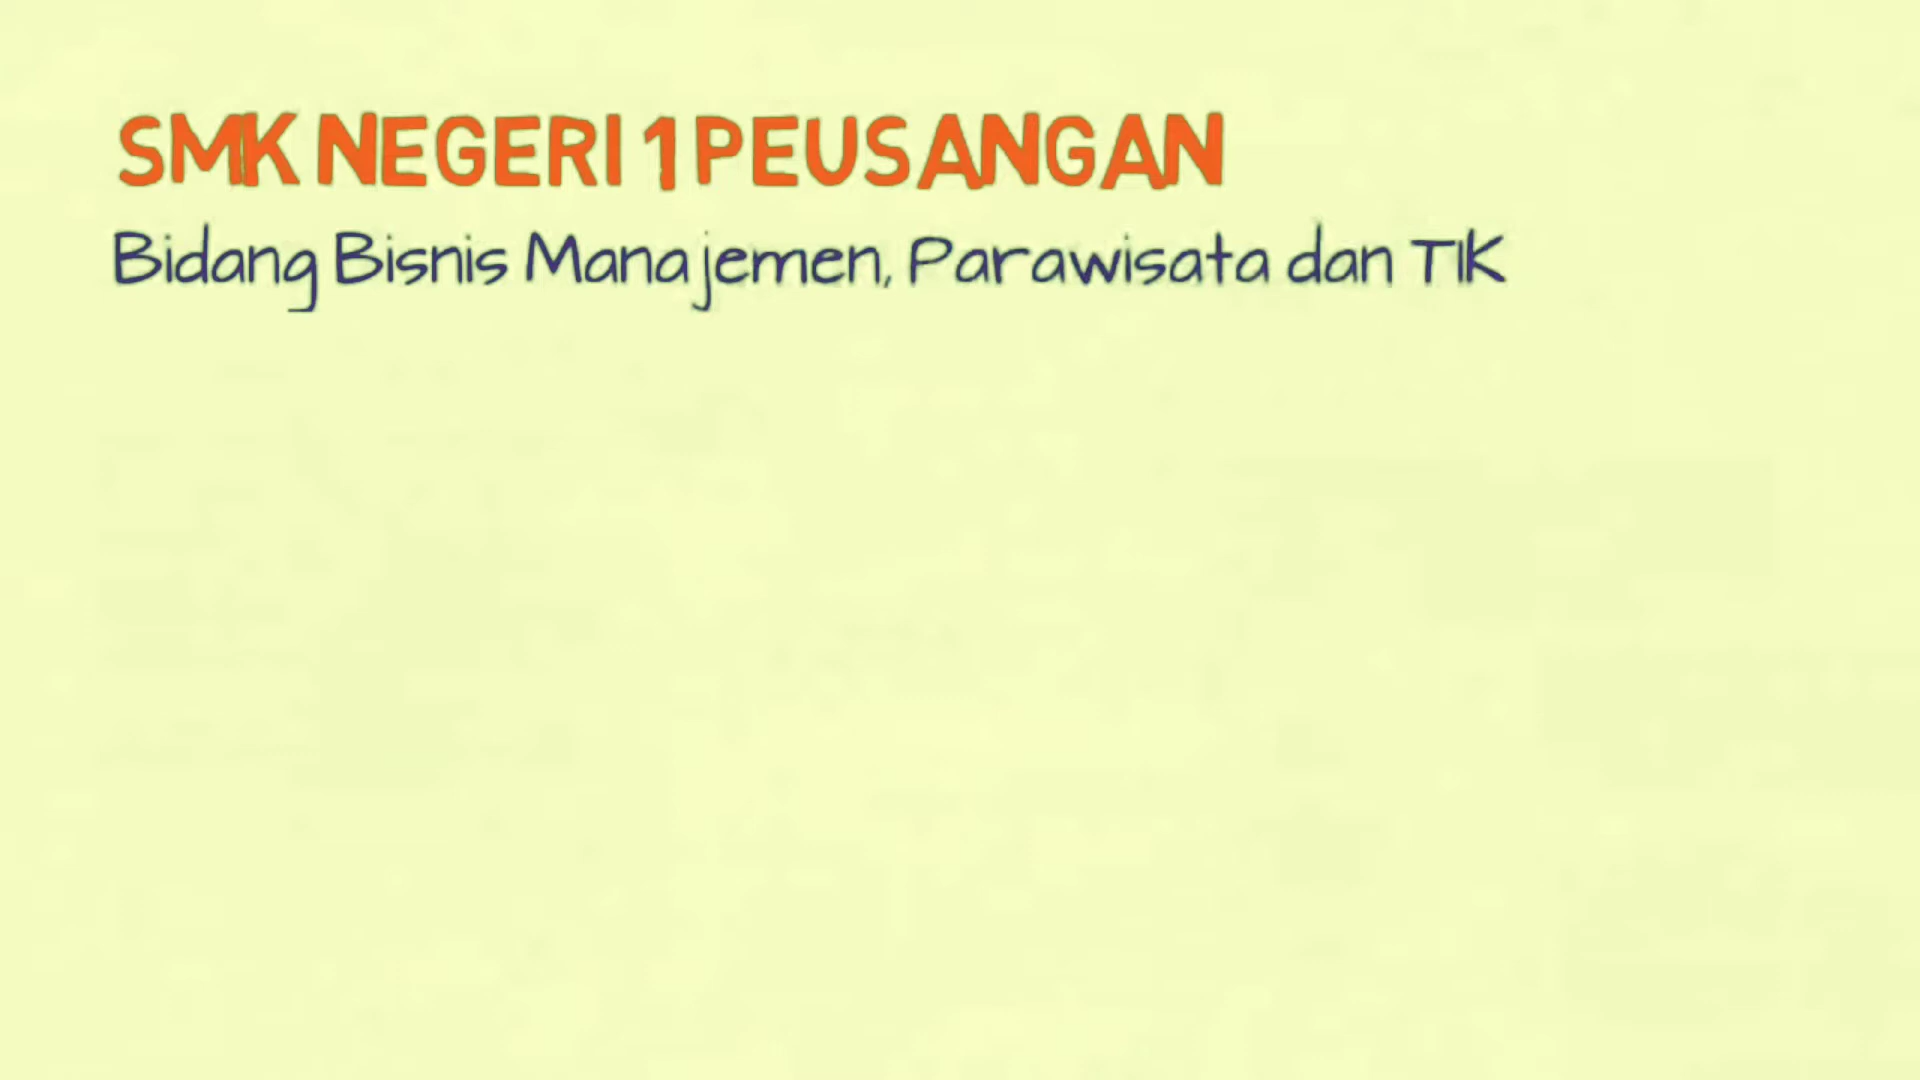 SMK NEGERI 1 PEUSANGAN
Bidang Bisnis Manajemen, Parawisata dan TIK